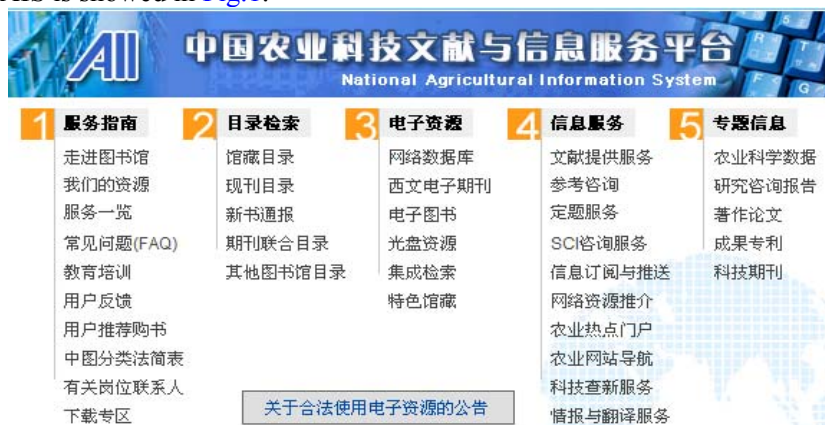 is showed in
AII
中国农业科技文献与信息服务平台
National Agricultural Information System
1 服务指南
走进图书馆
我们的资源
服务一览
常见问题(FAQ)
教育培训
用户反馈
用户推荐购书
中图分类法简表
有关岗位联系人
下载专区
2 目录检索
馆藏目录
现刊目录
新书通报
期刊联合目录
其他图书馆目录
3 电子资源
网络数据库
西文电子期刊
电子图书
光盘资源
集成检索
特色馆藏
4 信息服务
文献提供服务
参考咨询
定题服务
SCI咨询服务
信息订阅与推送
网络资源推介
农业热点门户
农业网站导航
科技查新服务
情报与翻译服务
5 专题信息
农业科学数据
研究咨询报告
著作论文
成果专利
科技期刊
关于合法使用电子资源的公告